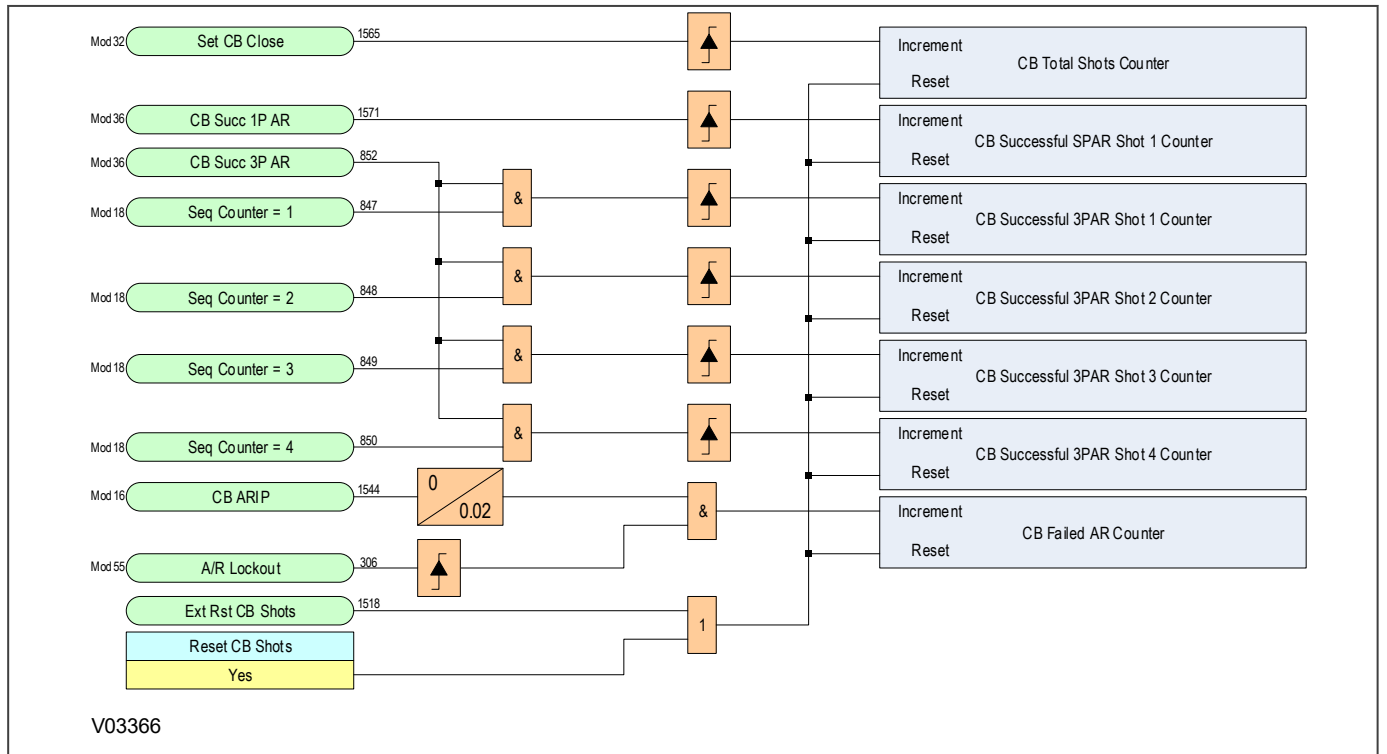 Mod 32 Set CB Close 1565
Increment
CB Total Shots Counter
Reset
Mod 36 CB Succ 1P AR 1571
Increment
CB Successful SPAR Shot 1 Counter
Reset
Mod 36 CB Succ 3P AR 852
Mod 18 Seq Counter = 1 847
&
Increment
CB Successful 3PAR Shot 1 Counter
Reset
Mod 18 Seq Counter = 2 848
&
Increment
CB Successful 3PAR Shot 2 Counter
Reset
Mod 18 Seq Counter = 3 849
&
Increment
CB Successful 3PAR Shot 3 Counter
Reset
Mod 18 Seq Counter = 4 850
&
Increment
CB Successful 3PAR Shot 4 Counter
Reset
Mod 16 CB ARIP 1544
0
0.02
&
Increment
CB Failed AR Counter
Reset
Mod 55 A/R Lockout 306
Ext Rst CB Shots 1518
1
Reset CB Shots
Yes
V03366